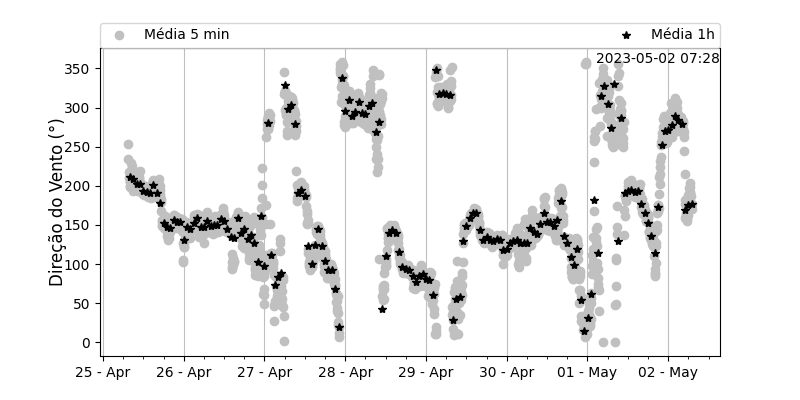 Média 5 min
Média 1h
2023-05-02 07:28
Direção do Vento (°)
350
300
250
200
150
100
50
0
25 - Apr
26 - Apr
27 - Apr
28 - Apr
29 - Apr
30 - Apr
01 - May
02 - May